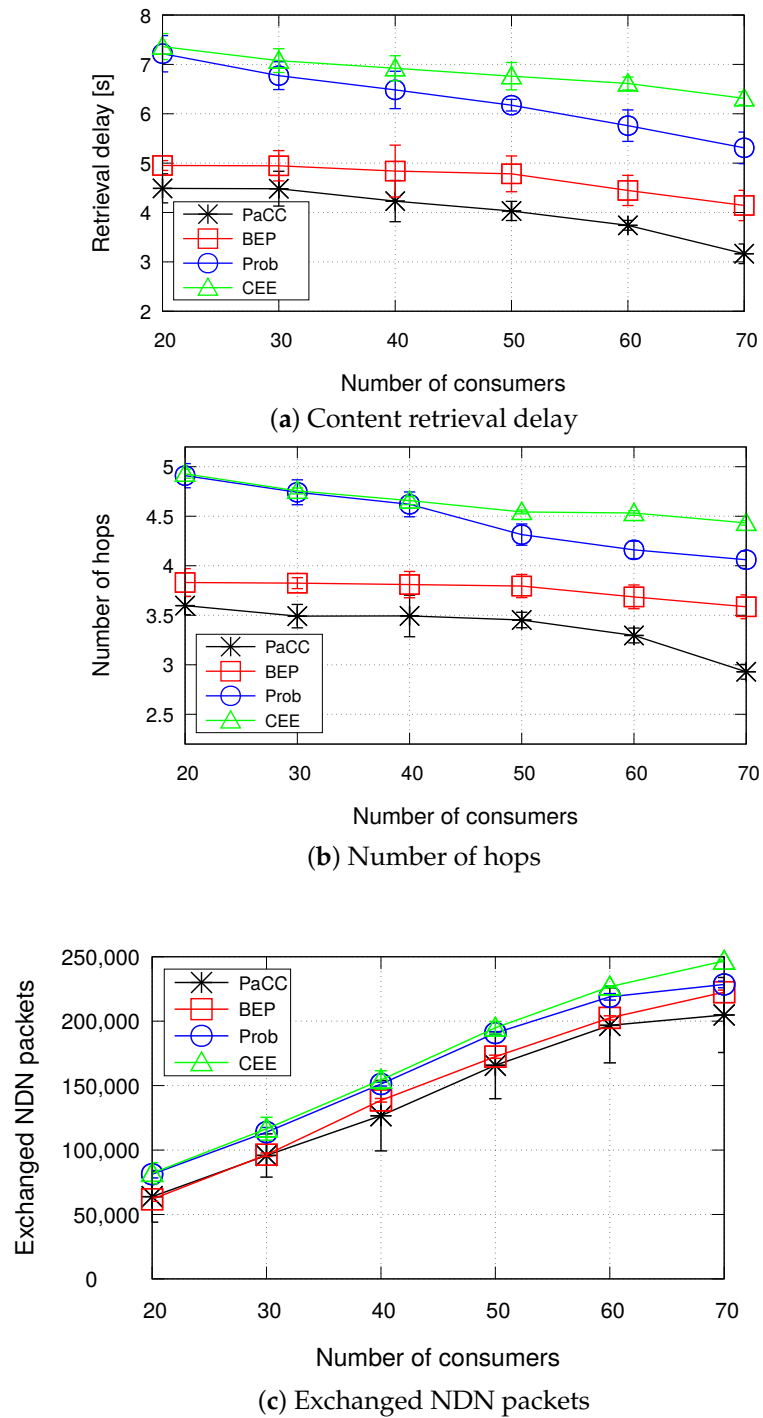 8
7
6
5
4
3
2
Retrieval delay [s]
PaCC
BEP
Prob
CEE
20 30 40 50 60 70
Number of consumers
(a) Content retrieval delay
5
4.5
4
3.5
3
2.5
Number of hops
PaCC
BEP
Prob
CEE
20 30 40 50 60 70
Number of consumers
(b) Number of hops
250,000
200,000
150,000
100,000
50,000
0
Exchanged NDN packets
PaCC
BEP
Prob
CEE
20 30 40 50 60 70
Number of consumers
(c) Exchanged NDN packets